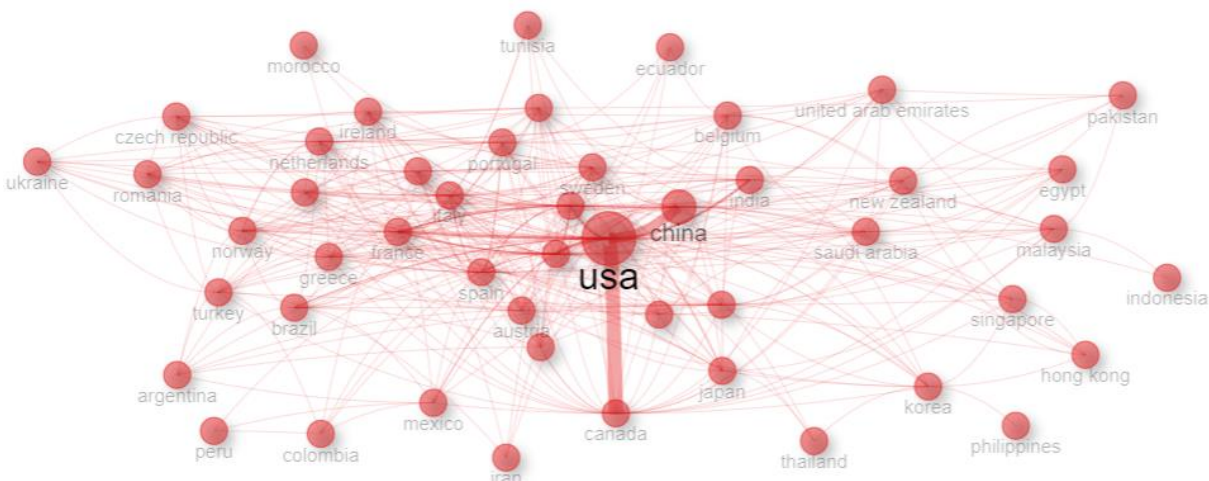 tunisia
morocco
ecuador
united arab emirates
pakistan
czech republic
ireland
belgium
netherlands
portugal
ukraine
romania
sweden
india
new zealand
egypt
italy
norway
france
china
saudi arabia
malaysia
greece
spain
usa
indonesia
turkey
brazil
austria
singapore
hong kong
argentina
japan
korea
mexico
canada
peru
colombia
iran
thailand
philippines